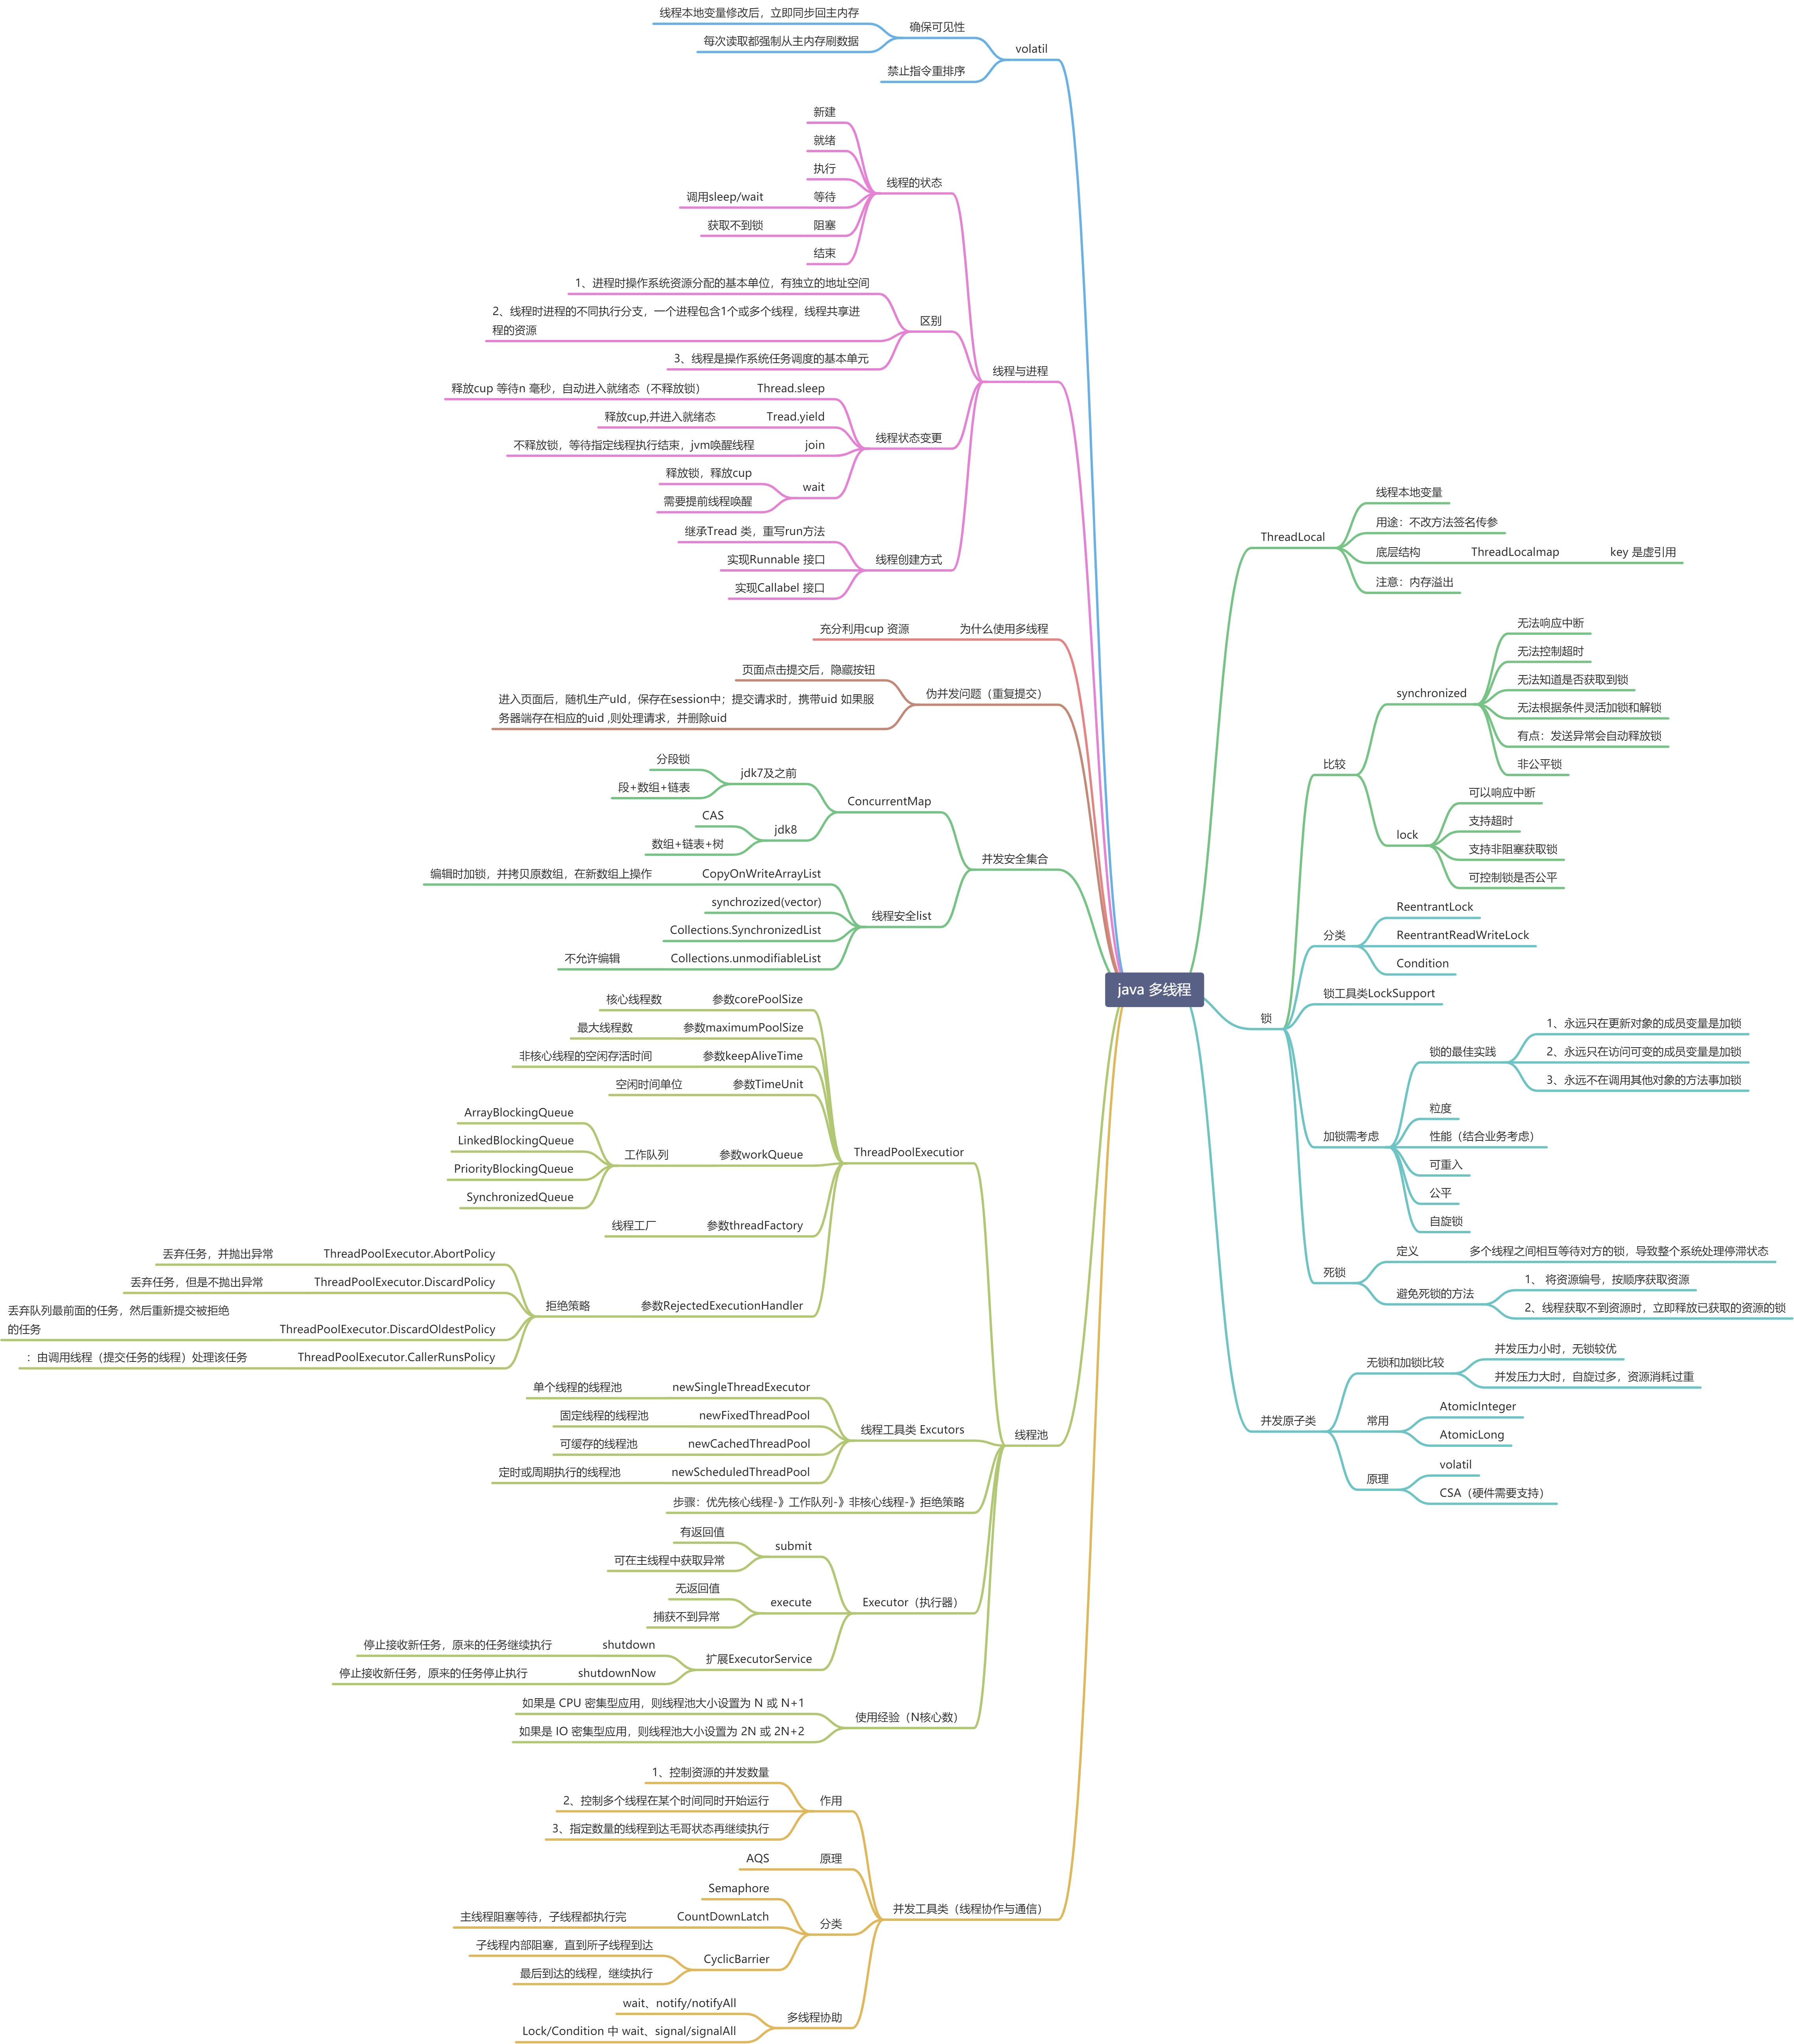 java 多线程
线程本地变量修改后，立即同步回主内存
每次读取都强制从主内存刷数据
确保可见性
禁止指令重排序
volatil
新建
就绪
执行
调用sleep/wait
等待
获取不到锁
阻塞
结束
线程的状态
1、进程时操作系统资源分配的基本单位，有独立的地址空间
2、线程时进程的不同执行分支，一个进程包含1个或多个线程，线程共享进
程的资源
3、线程是操作系统任务调度的基本单元
区别
线程与进程
释放cup 等待n 毫秒，自动进入就绪态（不释放锁）
Thread.sleep
释放cup,并进入就绪态
Tread.yield
不释放锁，等待指定线程执行结束，jvm唤醒线程
join
释放锁，释放cup
需要提前线程唤醒
wait
线程状态变更
继承Tread 类，重写run方法
实现Runnable 接口
实现Callabel 接口
线程创建方式
充分利用cup 资源
为什么使用多线程
页面点击提交后，隐藏按钮
进入页面后，随机生产uId，保存在session中；提交请求时，携带uid 如果服
务器端存在相应的uid ,则处理请求，并删除uid
伪并发问题（重复提交）
分段锁
段+数组+链表
jdk7及之前
CAS
数组+链表+树
jdk8
ConcurrentMap
并发安全集合
编辑时加锁，并拷贝原数组，在新数组上操作
CopyOnWriteArrayList
synchrozized(vector)
Collections.SynchronizedList
不允许编辑
Collections.unmodifiableList
线程安全list
核心线程数
参数corePoolSize
最大线程数
参数maximumPoolSize
非核心线程的空闲存活时间
参数keepAliveTime
空闲时间单位
参数TimeUnit
ArrayBlockingQueue
LinkedBlockingQueue
PriorityBlockingQueue
SynchronizedQueue
工作队列
参数workQueue
线程工厂
参数threadFactory
丢弃任务，并抛出异常
ThreadPoolExecutor.AbortPolicy
丢弃任务，但是不抛出异常
ThreadPoolExecutor.DiscardPolicy
丢弃队列最前面的任务，然后重新提交被拒绝
的任务
ThreadPoolExecutor.DiscardOldestPolicy
：由调用线程（提交任务的线程）处理该任务
ThreadPoolExecutor.CallerRunsPolicy
拒绝策略
参数RejectedExecutionHandler
ThreadPoolExecutior
单个线程的线程池
newSingleThreadExecutor
固定线程的线程池
newFixedThreadPool
可缓存的线程池
newCachedThreadPool
定时或周期执行的线程池
newScheduledThreadPool
线程工具类 Excutors
线程池
步骤：优先核心线程-》工作队列-》非核心线程-》拒绝策略
有返回值
可在主线程中获取异常
submit
无返回值
捕获不到异常
execute
Executor（执行器）
停止接收新任务，原来的任务继续执行
shutdown
停止接收新任务，原来的任务停止执行
shutdownNow
扩展ExecutorService
如果是 CPU 密集型应用，则线程池大小设置为 N 或 N+1
如果是 IO 密集型应用，则线程池大小设置为 2N 或 2N+2
使用经验（N核心数）
1、控制资源的并发数量
2、控制多个线程在某个时间同时开始运行
3、指定数量的线程到达毛哥状态再继续执行
作用
AQS
原理
Semaphore
主线程阻塞等待，子线程都执行完
CountDownLatch
子线程内部阻塞，直到所子线程到达
最后到达的线程，继续执行
CyclicBarrier
分类
并发工具类（线程协作与通信）
wait、notify/notifyAll
Lock/Condition 中 wait、signal/signalAll
多线程协助
ThreadLocal
线程本地变量
用途：不改方法签名传参
底层结构
ThreadLocalmap
key 是虚引用
注意：内存溢出
锁
比较
synchronized
无法响应中断
无法控制超时
无法知道是否获取到锁
无法根据条件灵活加锁和解锁
有点：发送异常会自动释放锁
非公平锁
lock
可以响应中断
支持超时
支持非阻塞获取锁
可控制锁是否公平
分类
ReentrantLock
ReentrantReadWriteLock
Condition
锁工具类LockSupport
加锁需考虑
锁的最佳实践
1、永远只在更新对象的成员变量是加锁
2、永远只在访问可变的成员变量是加锁
3、永远不在调用其他对象的方法事加锁
粒度
性能（结合业务考虑）
可重入
公平
自旋锁
死锁
定义
多个线程之间相互等待对方的锁，导致整个系统处理停滞状态
避免死锁的方法
1、 将资源编号，按顺序获取资源
2、线程获取不到资源时，立即释放已获取的资源的锁
并发原子类
无锁和加锁比较
并发压力小时，无锁较优
并发压力大时，自旋过多，资源消耗过重
常用
AtomicInteger
AtomicLong
原理
volatil
CSA（硬件需要支持）